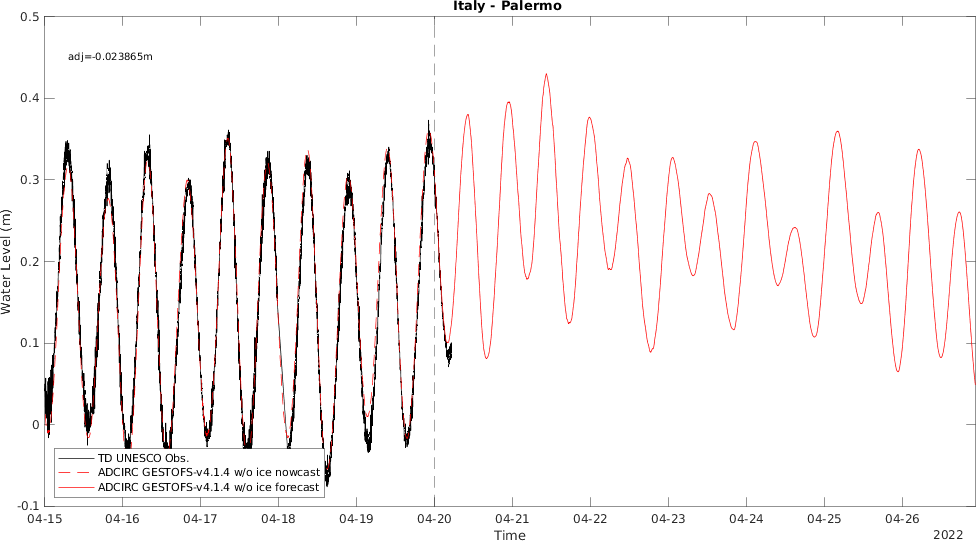 Italy - Palermo
0.5
adj=-0.023865m
0.4
0.3
0.2
0.1
0
-0.1
Water Level (m)
TD UNESCO Obs.
ADCIRC GESTOFS-v4.1.4 w/o ice nowcast
ADCIRC GESTOFS-v4.1.4 w/o ice forecast
04-15 04-16 04-17 04-18 04-19 04-20 04-21 04-22 04-23 04-24 04-25 04-26
Time
2022